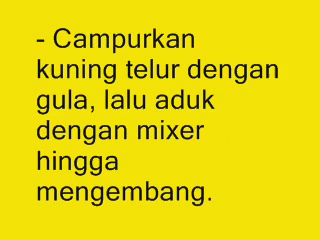 - Campurkan
kuning telur dengan
gula, lalu aduk
dengan mixer
hingga
mengembang.